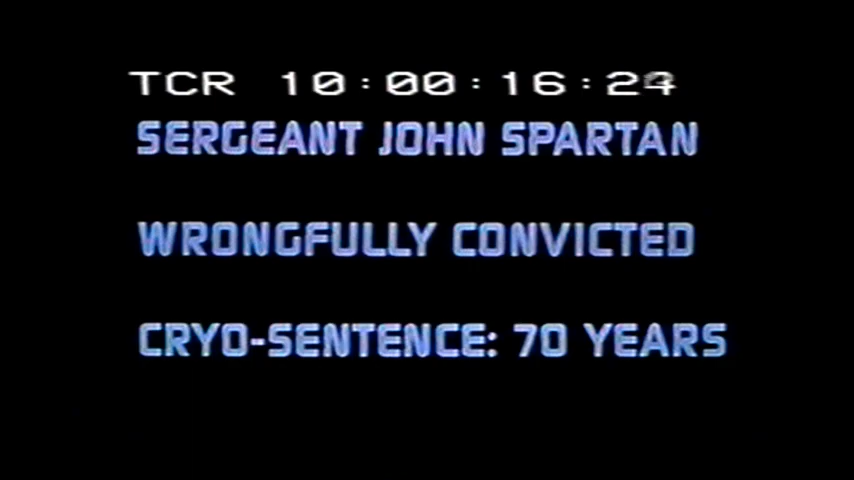 TCR 10:00:16:24
SERGEANT JOHN SPARTAN
WRONGFULLY CONVICTED
CRYO-SENTENCE: 70 YEARS